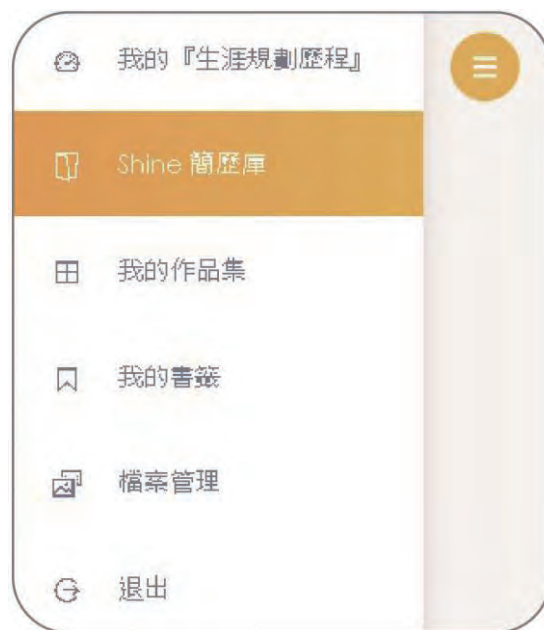 我的『生涯規劃歷程』
Shine 簡歷庫
我的作品集
我的書籤
檔案管理
退出